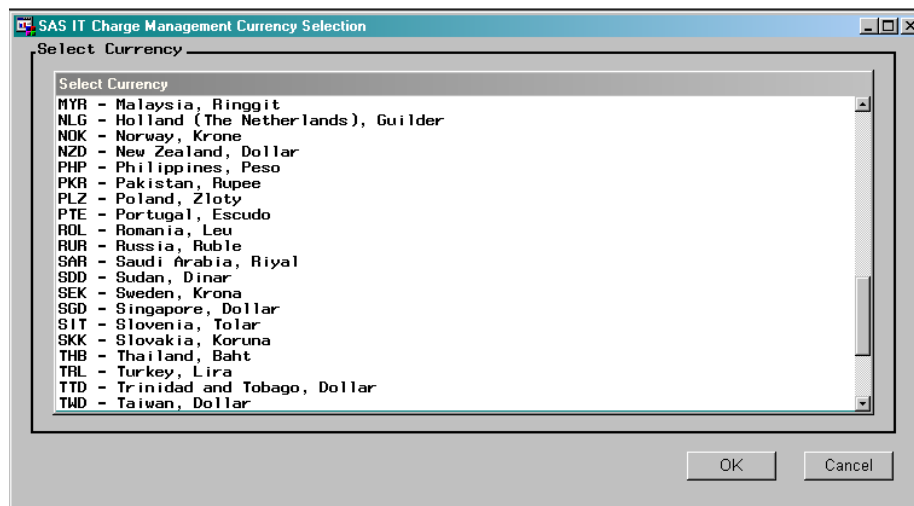 SAS IT Charge Management Currency Selection
Select Currency
Select Currency
MYR - Malaysia, Ringgit
NLG - Holland (The Netherlands), Guilder
NOK - Norway, Krone
NZD - New Zealand, Dollar
PHP - Philippines, Peso
PKR - Pakistan, Rupee
PLZ - Poland, Zloty
PTE - Portugal, Escudo
ROL - Romania, Leu
RUR - Russia, Ruble
SAR - Saudi Arabia, Riyal
SDD - Sudan, Dinar
SEK - Sweden, Krona
SGD - Singapore, Dollar
SIT - Slovenia, Tolar
SKK - Slovakia, Koruna
THB - Thailand, Baht
TRL - Turkey, Lira
TTD - Trinidad and Tobago, Dollar
TWD - Taiwan, Dollar
OK Cancel